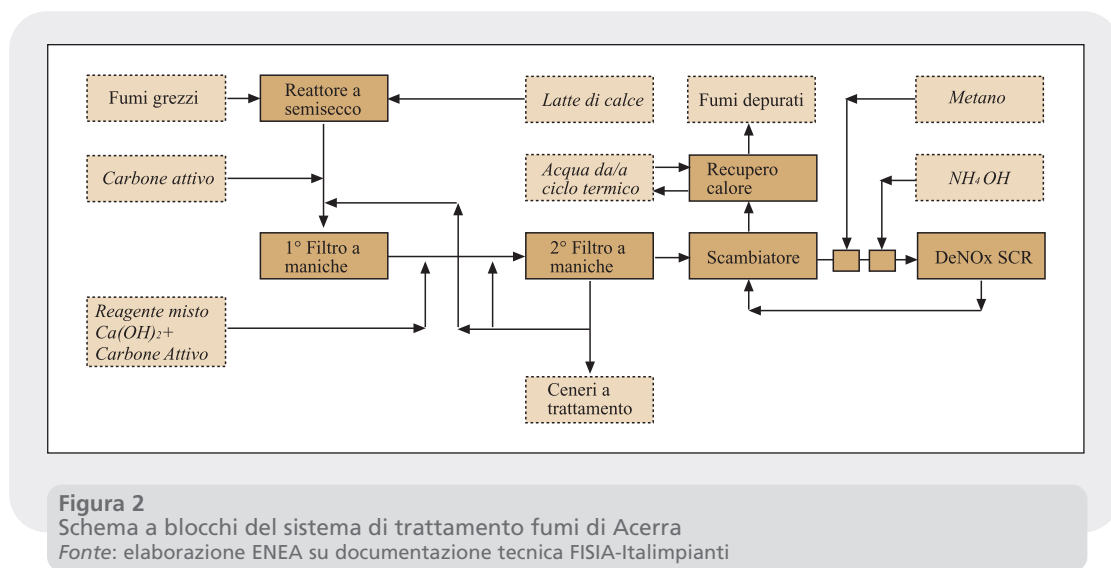 Fumi grezzi
Reattore a
semisecco
Latte di calce
Fumi depurati
Metano
Carbone attivo
Acqua da/a
ciclo termico
Recupero
calore
NH4 OH
1° Filtro a
maniche
2° Filtro a
maniche
Scambiatore
DeNOx SCR
Reagente misto
Ca(OH)2+
Carbone Attivo
Ceneri a
trattamento
Figura 2
Schema a blocchi del sistema di trattamento fumi di Acerra
Fonte: elaborazione ENEA su documentazione tecnica FISIA-Italimpianti